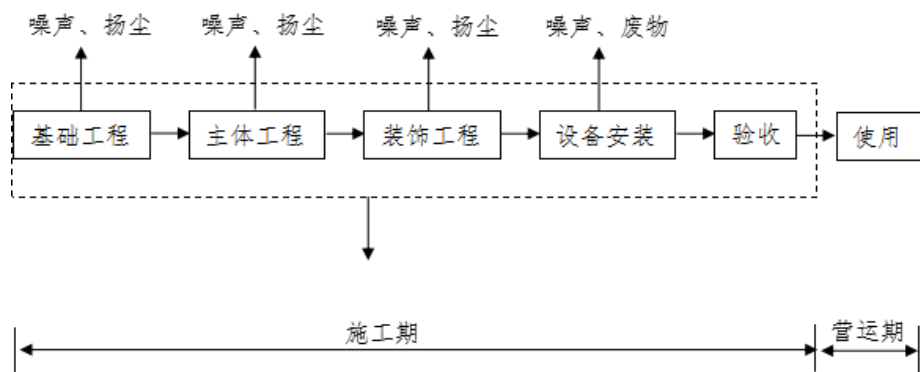 噪声、扬尘 噪声、扬尘 噪声、扬尘 噪声、废物
基础工程 主体工程 装饰工程 设备安装 验收 使用
施工期 营运期